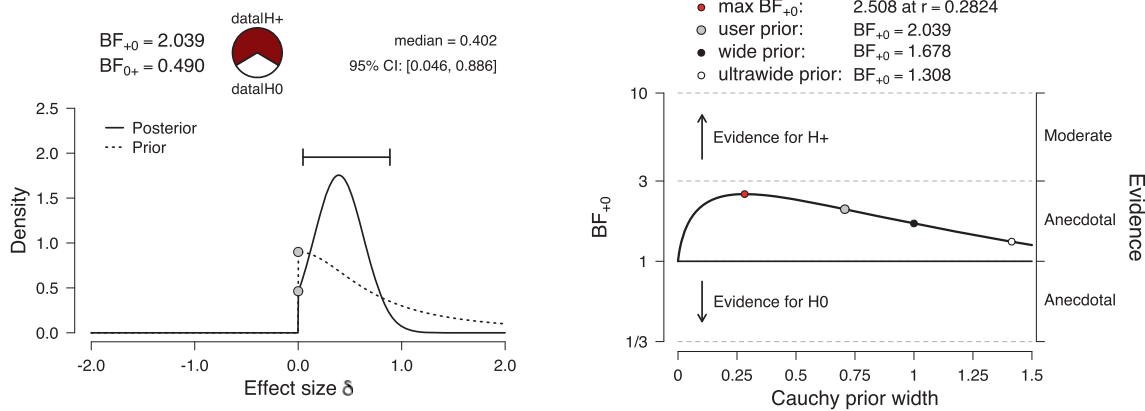 data|H+
BF+0 = 2.039
BF0+ = 0.490
data|H0
median = 0.402
95% CI: [0.046, 0.886]
Posterior
Prior
Density
2.5
2.0
1.5
1.0
0.5
0.0
-2.0 -1.0 0.0 1.0 2.0
Effect size δ
max BF+0: 2.508 at r = 0.2824
user prior: BF+0 = 2.039
wide prior: BF+0 = 1.678
ultrawide prior: BF+0 = 1.308
BF+0
10
3
1
1/3
Evidence for H+
Evidence for H0
Moderate
Anecdotal
Anecdotal
Evidence
0 0.25 0.5 0.75 1 1.25 1.5
Cauchy prior width